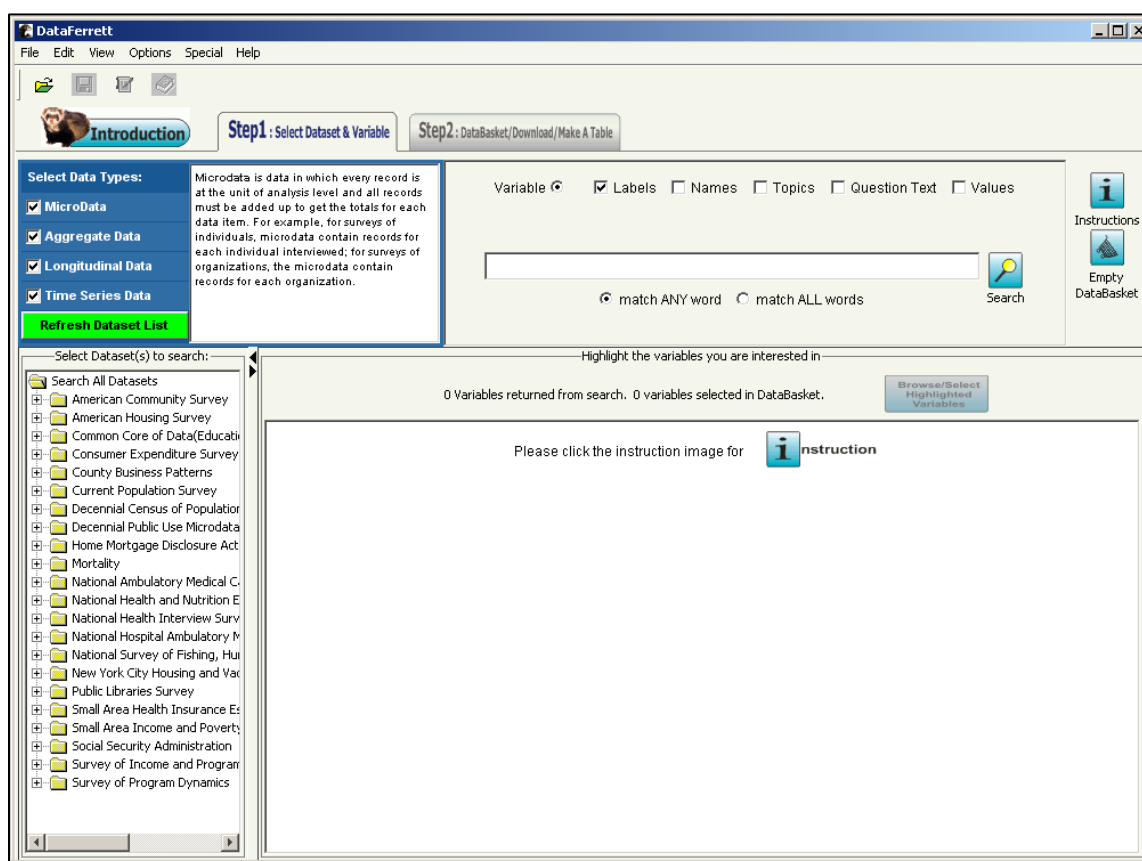 DataFerrett
File Edit View Options Special Help
Introduction
Step1 : Select Dataset & Variable
Step2 : DataBasket/Download/Make A Table
Select Data Types:
MicroData
Aggregate Data
Longitudinal Data
Time Series Data
Refresh Dataset List
Microdata is data in which every record is
at the unit of analysis level and all records
must be added up to get the totals for each
data item. For example, for surveys of
individuals, microdata contain records for
each individual interviewed; for surveys of
organizations, the microdata contain
records for each organization.
Variable Labels Names Topics Question Text Values
match ANY word match ALL words
Search
Instructions
Empty
DataBasket
Select Dataset(s) to search:
Search All Datasets
American Community Survey
American Housing Survey
Common Core of Data(Educati
Consumer Expenditure Survey
County Business Patterns
Current Population Survey
Decennial Census of Population
Decennial Public Use Microdata
Home Mortgage Disclosure Act
Mortality
National Ambulatory Medical C
National Health and Nutrition E
National Health Interview Surv
National Hospital Ambulatory M
National Survey of Fishing, Hu
New York City Housing and Vac
Public Libraries Survey
Small Area Health Insurance Es
Small Area Income and Poverty
Social Security Administration
Survey of Income and Program
Survey of Program Dynamics
Highlight the variables you are interested in
0 Variables returned from search. 0 variables selected in DataBasket.
Browse/Select
Highlighted
Variables
Please click the instruction image for
i nstruction